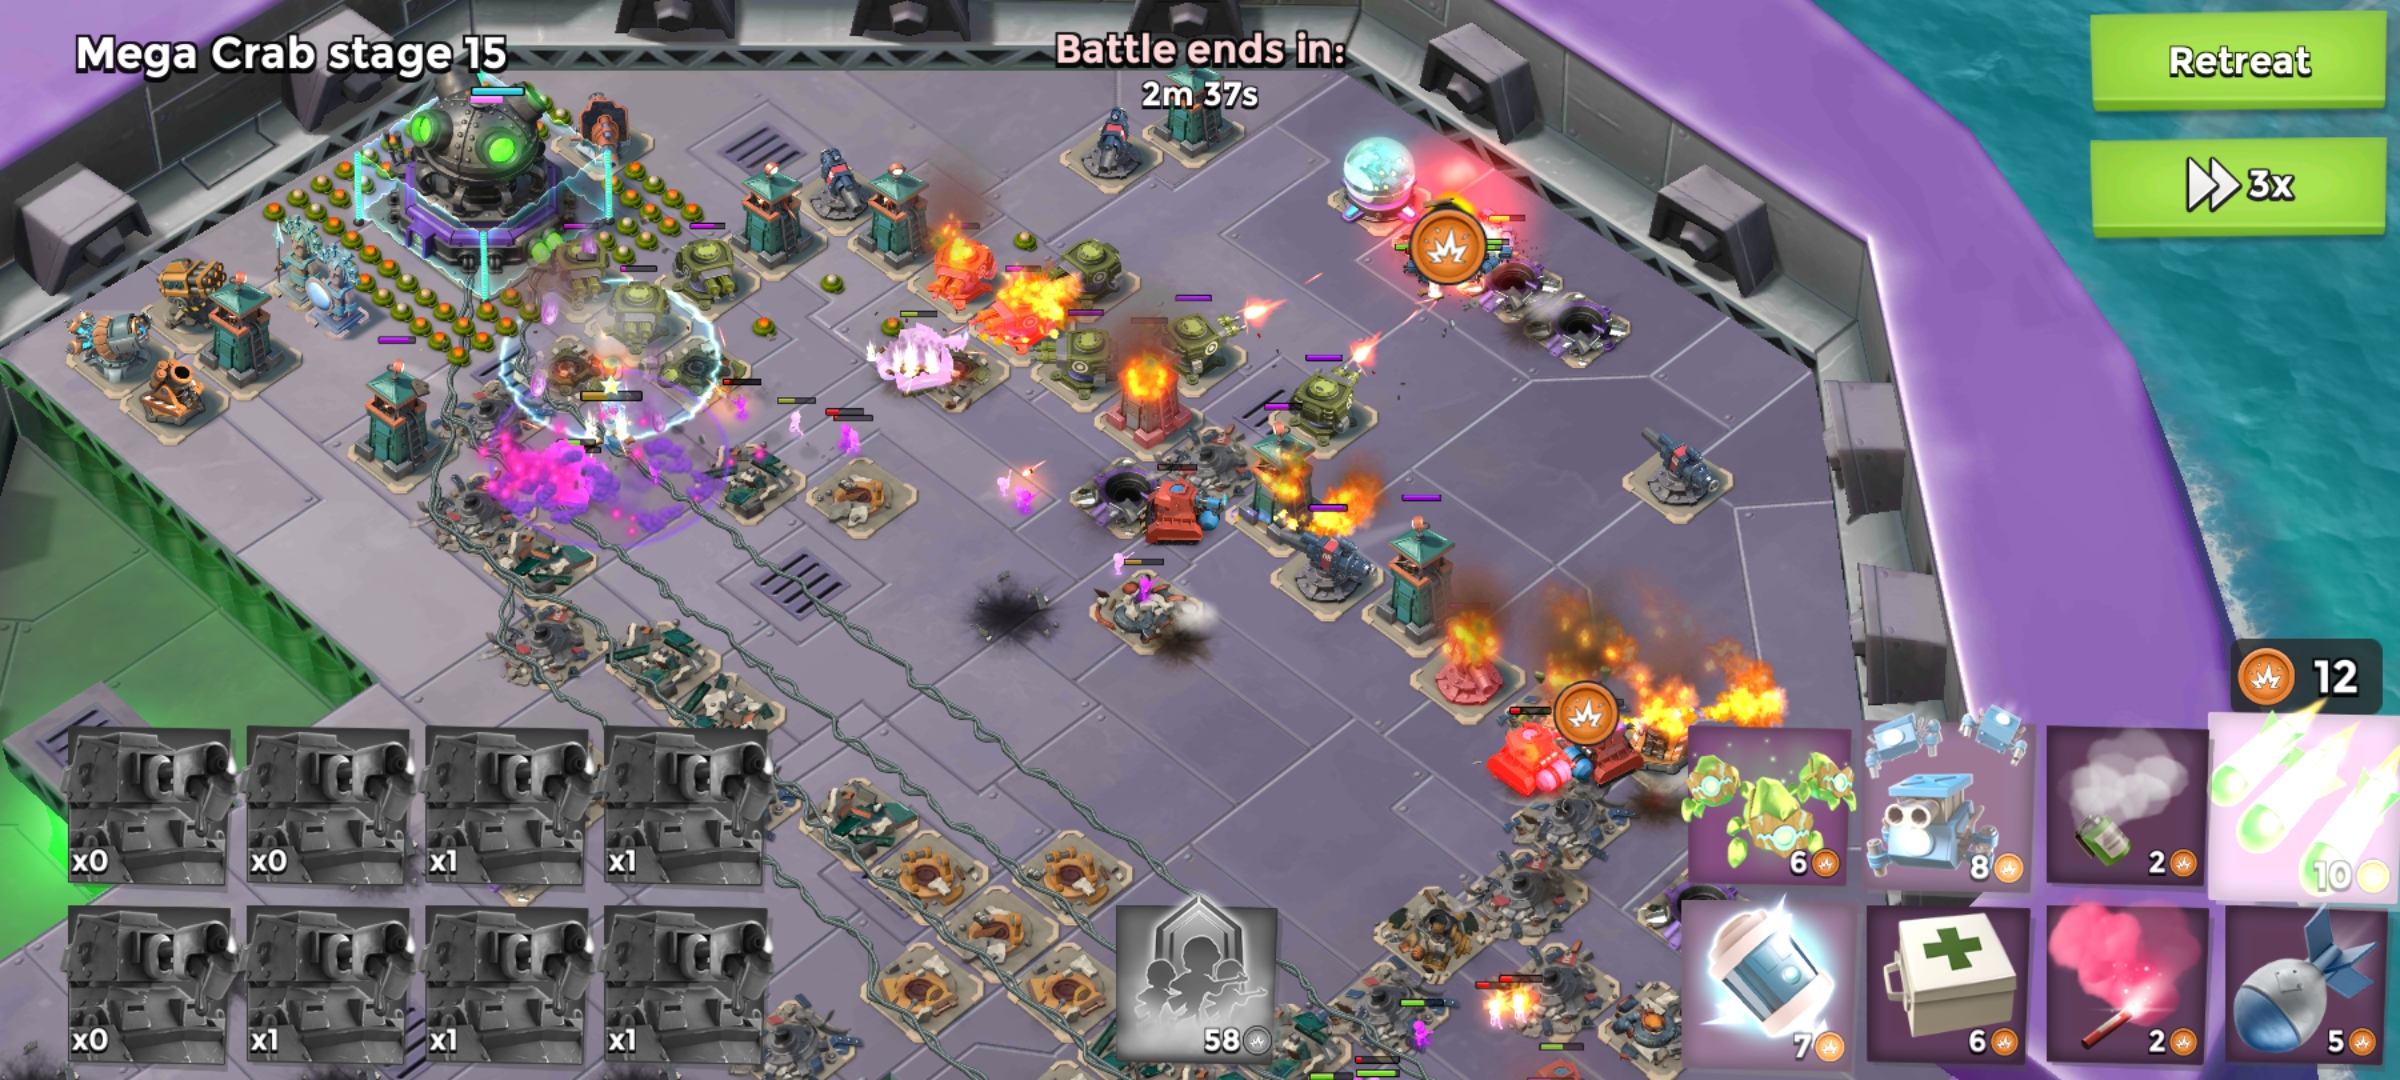 Mega Crab stage 15
Battle ends in:
2m 37s
Retreat
3x
12
x0
x0
x1
x1
6
8
2
10
x0
x1
x1
x1
58
7
6
2
5